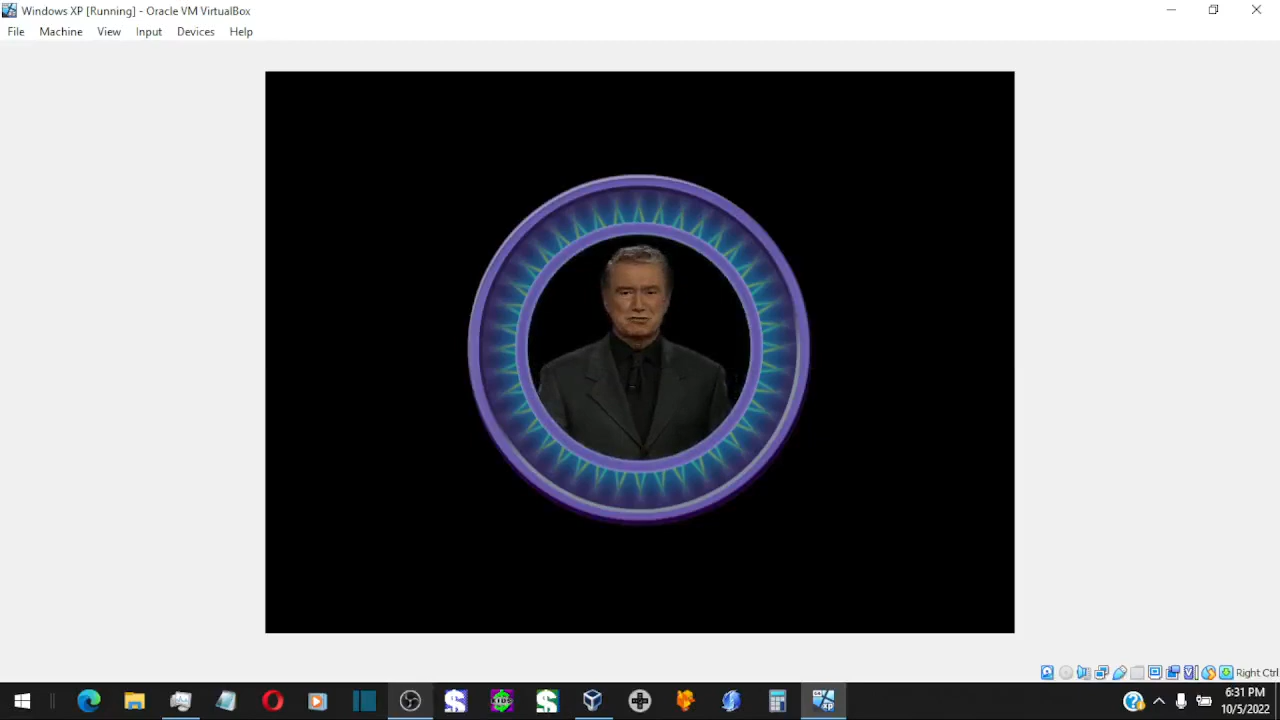 Windows XP [Running] - Oracle VM VirtualBox
File Machine View Input Devices Help
Right Ctrl
6:31 PM
10/5/2022